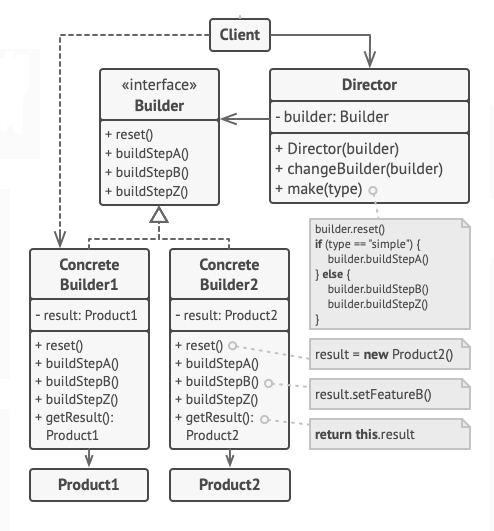 Client
«interface»
Builder
+ reset()
+ buildStepA()
+ buildStepB()
+ buildStepZ()
Director
- builder: Builder
+ Director(builder)
+ changeBuilder(builder)
+ make(type)
builder.reset()
if (type == "simple") {
builder.buildStepA()
} else {
builder.buildStepB()
builder.buildStepZ()
}
Concrete
Builder1
- result: Product1
+ reset()
+ buildStepA()
+ buildStepB()
+ buildStepZ()
+ getResult():
Product1
Concrete
Builder2
- result: Product2
+ reset()
+ buildStepA()
+ buildStepB()
+ buildStepZ()
+ getResult():
Product2
result = new Product2()
result.setFeatureB()
return this.result
Product1
Product2